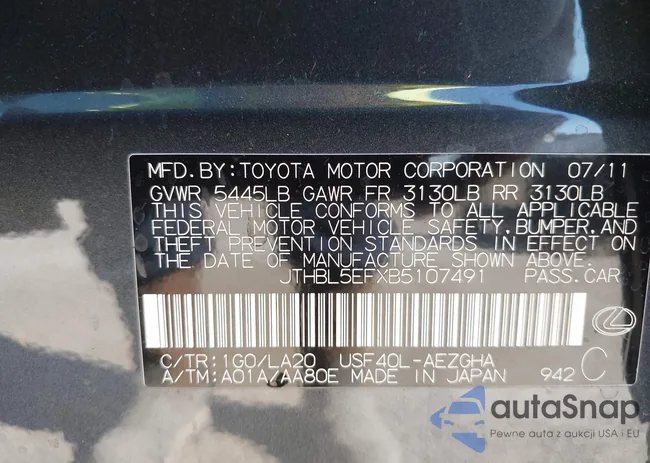 MFD.BY:TOYOTA MOTOR CORPORATION 07/11
GVWR 5445LB GAWR FR 3130LB RR 3130LB
THIS VEHICLE CONFORMS TO ALL APPLICABLE
FEDERAL MOTOR VEHICLE SAFETY,BUMPER,AND
THEFT PREVENTION STANDARDS IN EFFECT ON
THE DATE OF MANUFACTURE SHOWN ABOVE.
JTHBL5EFXB5107491 PASS.CAR
C/TR:1G0/LA20 USF40L-AEZGHA
A/TM:A01A/AA80E MADE IN JAPAN 942 C
autaSnap
Pewne auta z aukcji USA i EU